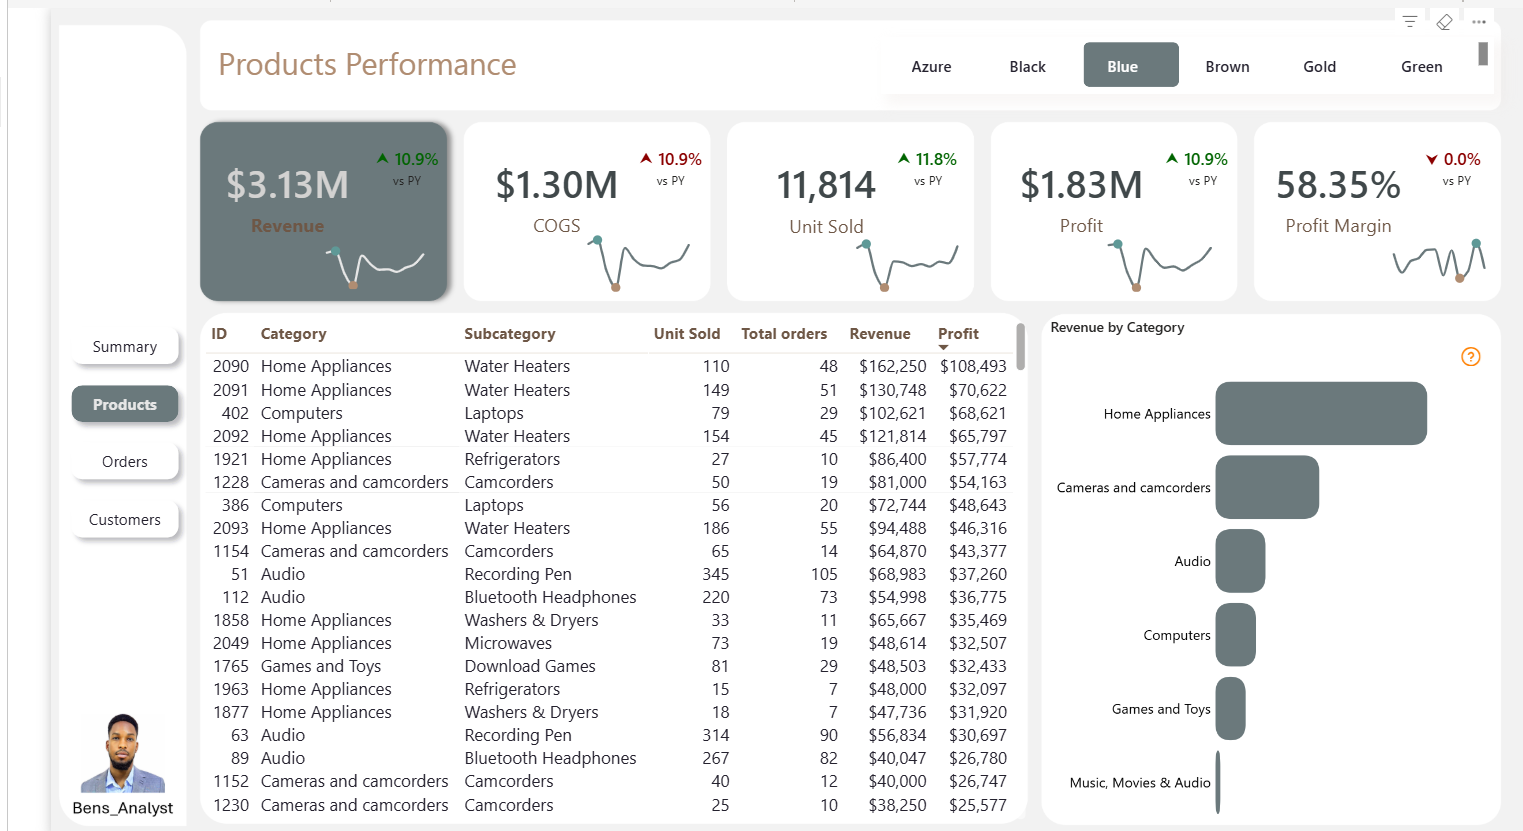 Products Performance
Azure Black Blue Brown Gold Green
$3.13M 10.9% vs PY
Revenue
$1.30M 10.9% vs PY
COGS
11,814 11.8% vs PY
Unit Sold
$1.83M 10.9% vs PY
Profit
58.35% 0.0% vs PY
Profit Margin
Summary
Products
Orders
Customers
Bens_Analyst
ID Category Subcategory Unit Sold Total orders Revenue Profit
2090 Home Appliances Water Heaters 110 48 $162,250 $108,493
2091 Home Appliances Water Heaters 149 51 $130,748 $70,622
402 Computers Laptops 79 29 $102,621 $68,621
2092 Home Appliances Water Heaters 154 45 $121,814 $65,797
1921 Home Appliances Refrigerators 27 10 $86,400 $57,774
1228 Cameras and camcorders Camcorders 50 19 $81,000 $54,163
386 Computers Laptops 56 20 $72,744 $48,643
2093 Home Appliances Water Heaters 186 55 $94,488 $46,316
1154 Cameras and camcorders Camcorders 65 14 $64,870 $43,377
51 Audio Recording Pen 345 105 $68,983 $37,260
112 Audio Bluetooth Headphones 220 73 $54,998 $36,775
1858 Home Appliances Washers & Dryers 33 11 $65,667 $35,469
2049 Home Appliances Microwaves 73 19 $48,614 $32,507
1765 Games and Toys Download Games 81 29 $48,503 $32,433
1963 Home Appliances Refrigerators 15 7 $48,000 $32,097
1877 Home Appliances Washers & Dryers 18 7 $47,736 $31,920
63 Audio Recording Pen 314 90 $56,834 $30,697
89 Audio Bluetooth Headphones 267 82 $40,047 $26,780
1152 Cameras and camcorders Camcorders 40 12 $40,000 $26,747
1230 Cameras and camcorders Camcorders 25 10 $38,250 $25,577
Revenue by Category
?
Home Appliances
Cameras and camcorders
Audio
Computers
Games and Toys
Music, Movies & Audio